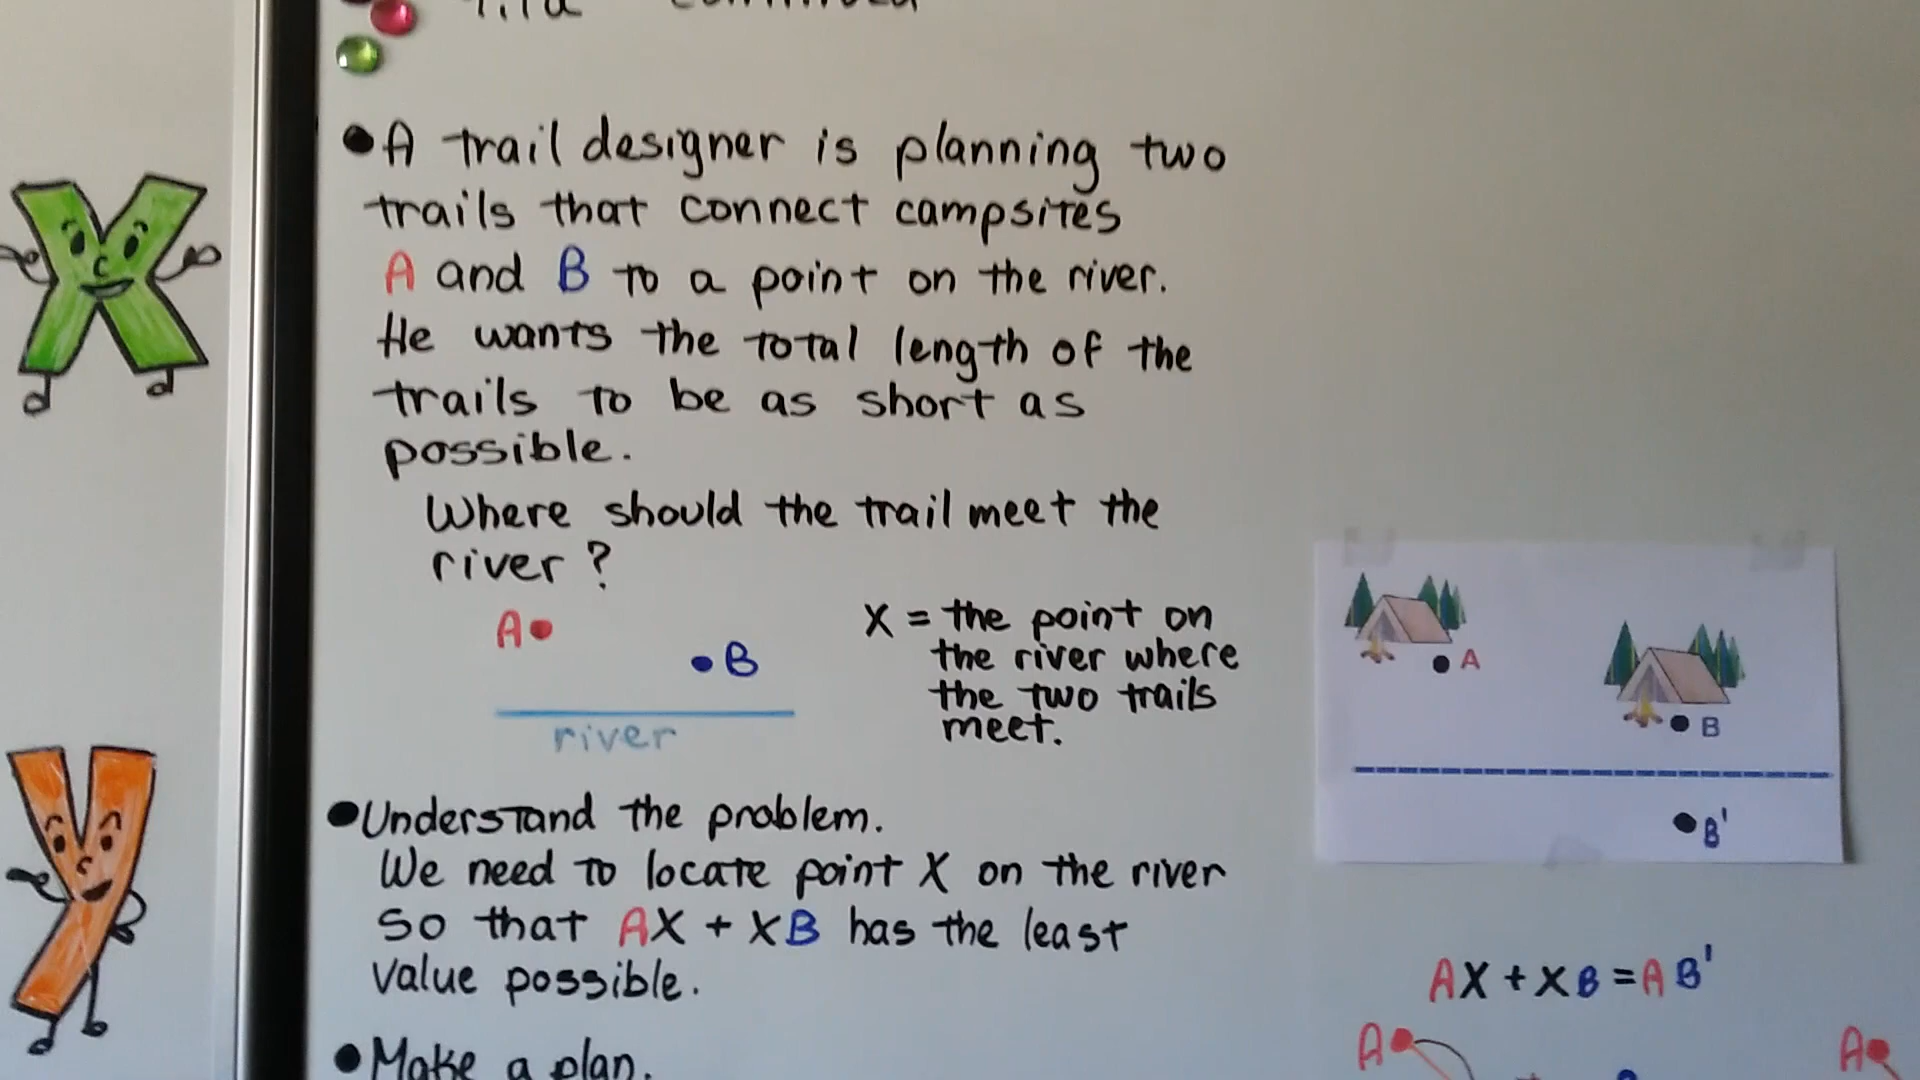 A trail designer is planning two
trails that connect campsites
A and B to a point on the river.
He wants the total length of the
trails to be as short as
possible.
Where should the trail meet the
river?
A
B
river
X = the point on
the river where
the two trails
meet.
A
B
B'
Understand the problem.
We need to locate point X on the river
so that AX + XB has the least
value possible.
AX + XB = AB'
Make a plan.
A
A